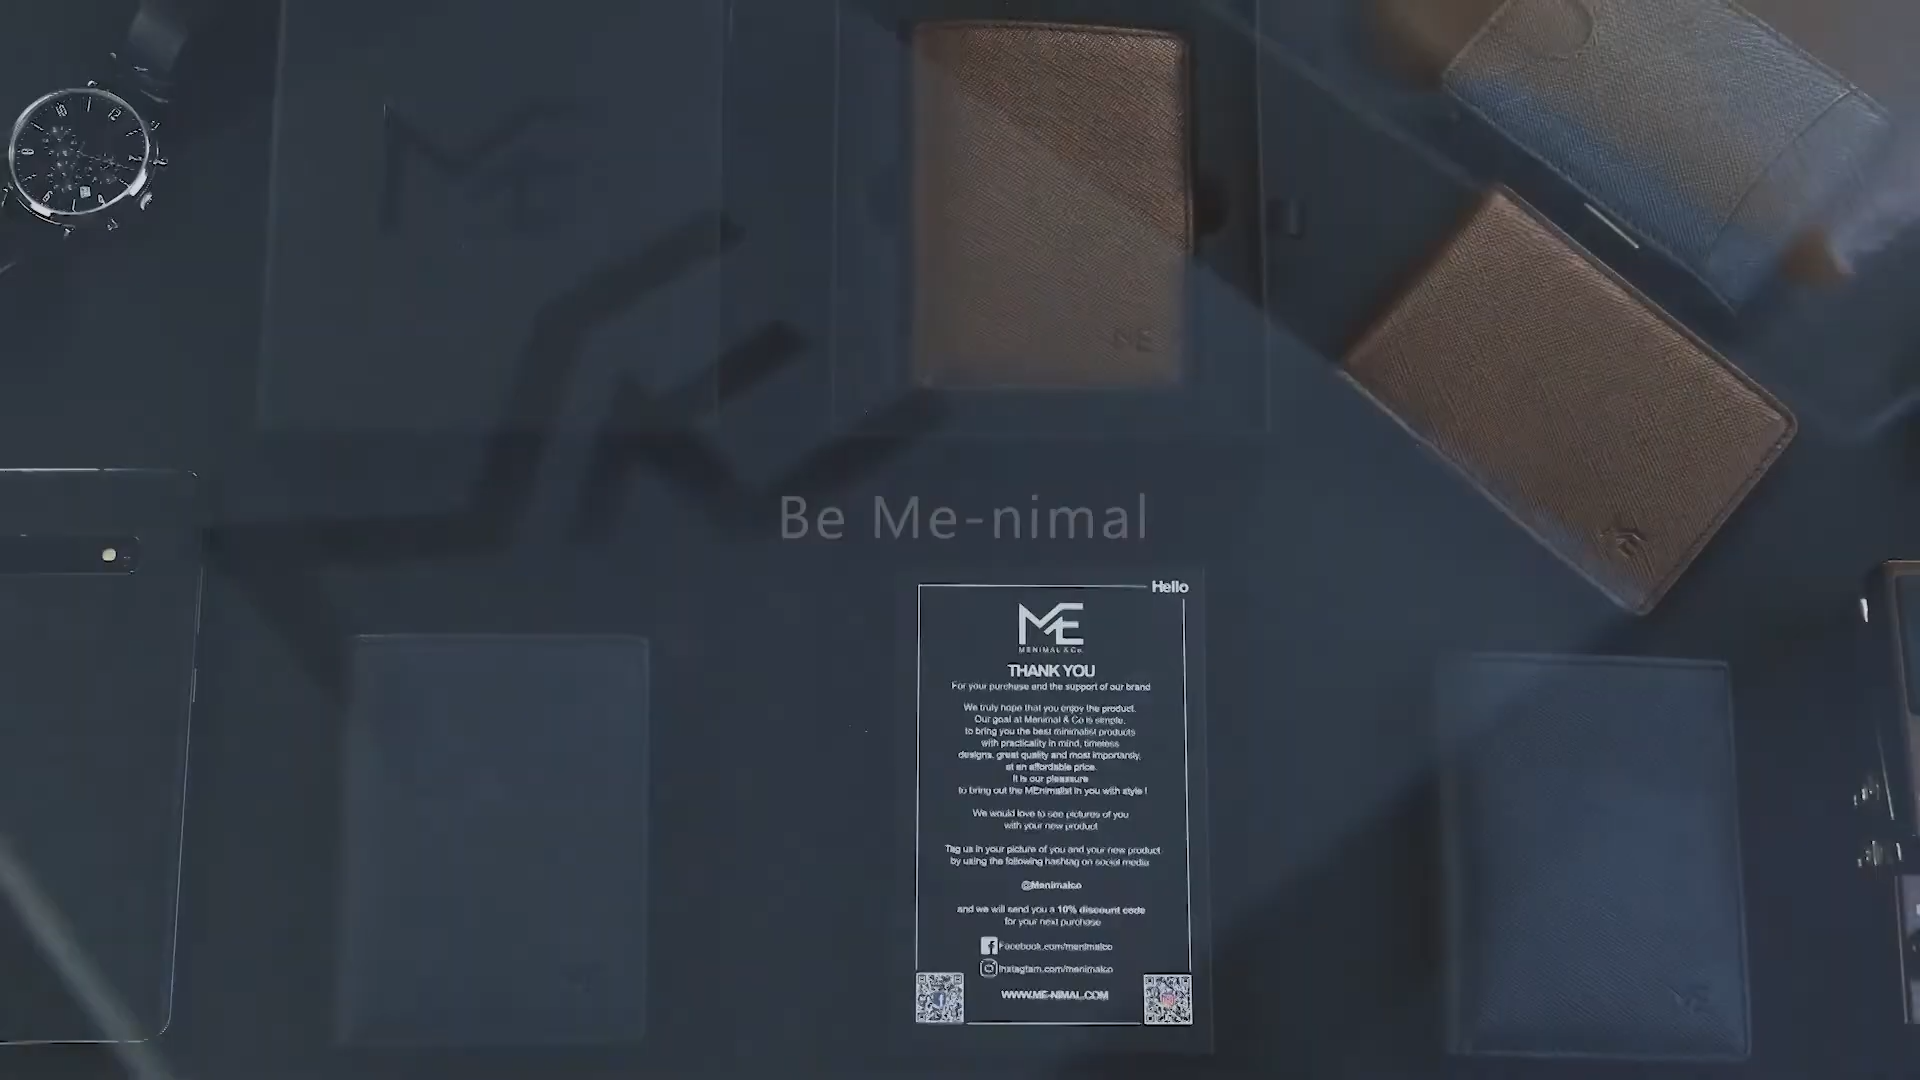 ME
ME
ME
Be Me-nimal
Hello
ME
MENIMAL & Co.
THANK YOU
For your purchase and the support of our brand
We truly hope that you enjoy the product.
Our goal at Menimal & Co is simple,
to bring you the best minimalist products
with practicality in mind, timeless
designs, great quality and most importantly,
at an affordable price.
It is our pleasure
to bring out the MEnimalist in you with style !
We would love to see pictures of you
with your new product
Tag us in your picture of you and your new product
by using the following hashtag on social media
@Menimalco
and we will send you a 10% discount code
for your next purchase
Facebook.com/menimalco
Instagram.com/menimalco
WWW.ME-NIMAL.COM
ME